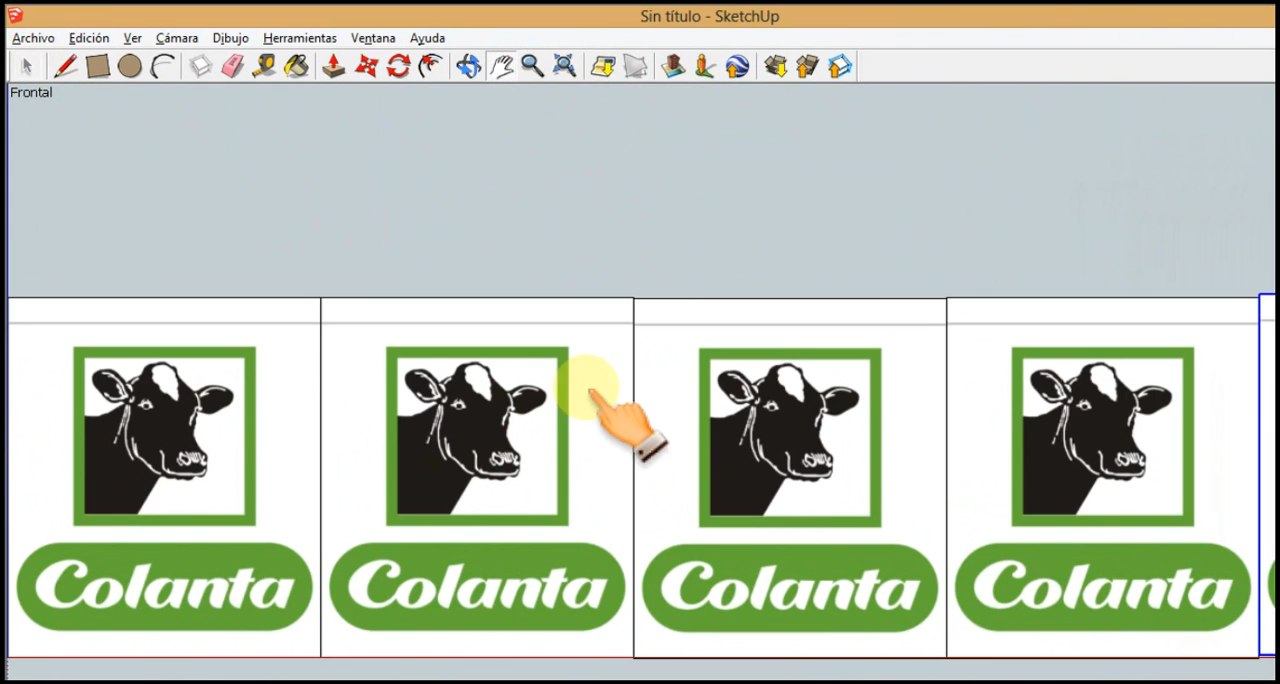 Sin título - SketchUp
Archivo Edición Ver Cámara Dibujo Herramientas Ventana Ayuda
Frontal
Colanta Colanta Colanta Colanta